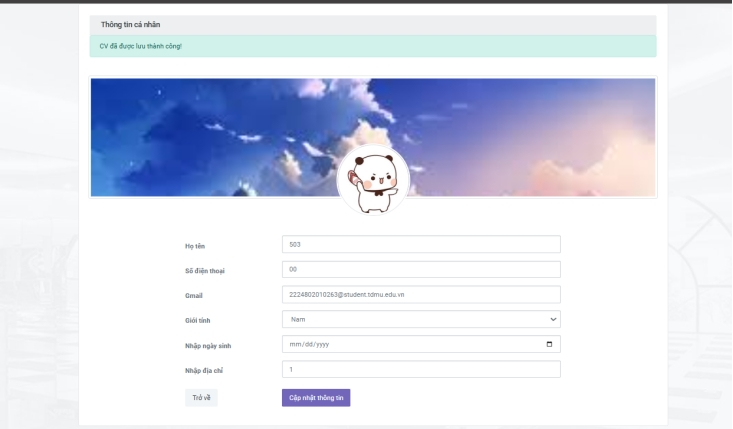 Thông tin cá nhân
CV đã được lưu thành công!
Họ tên
503
Số điện thoại
00
Gmail
2224802010263@student.tdmu.edu.vn
Giới tính
Nam
Nhập ngày sinh
mm/dd/yyyy
Nhập địa chỉ
1
Trở về
Cập nhật thông tin